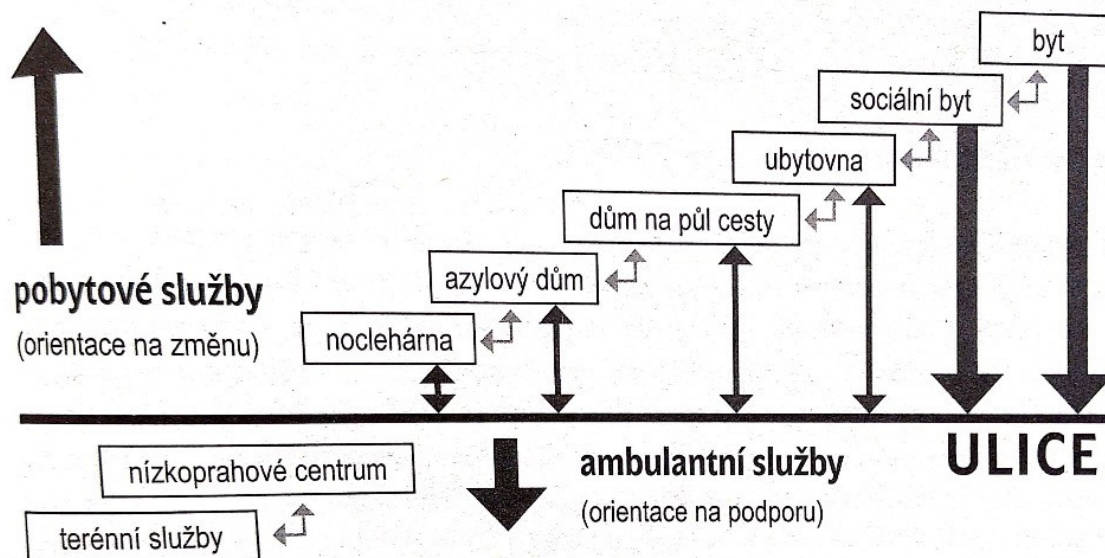 byt
sociální byt
ubytovna
dům na půl cesty
azylový dům
pobytové služby
(orientace na změnu)
noclehárna
ULICE
nízkoprahové centrum
ambulantní služby
(orientace na podporu)
terénní služby